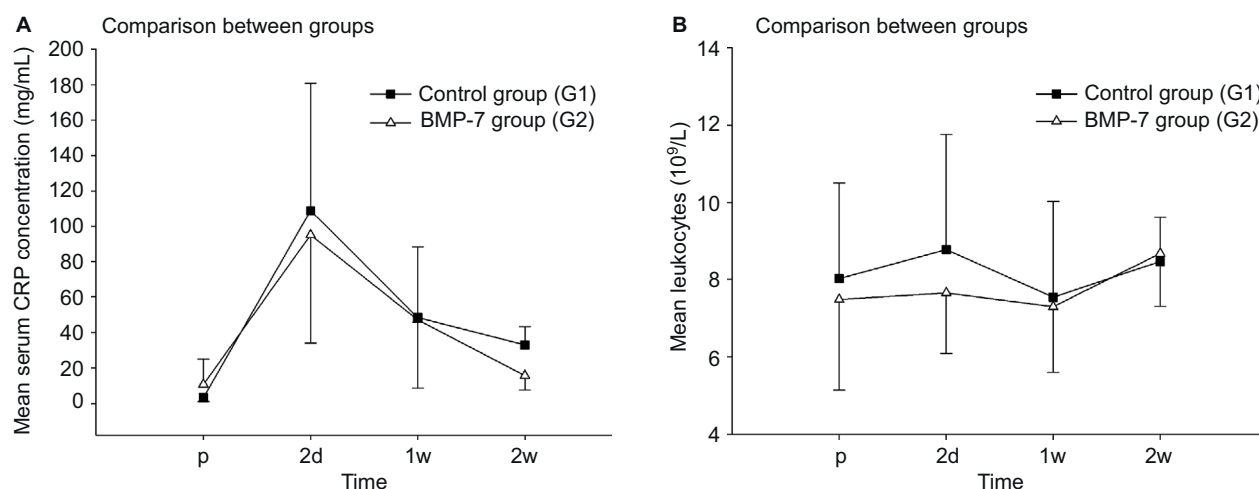 A Comparison between groups
Mean serum CRP concentration (mg/mL)
200
180
160
140
120
100
80
60
40
20
0
Control group (G1)
BMP-7 group (G2)
p 2d 1w 2w
Time
B Comparison between groups
Mean leukocytes (10⁹/L)
14
12
10
8
6
4
Control group (G1)
BMP-7 group (G2)
p 2d 1w 2w
Time